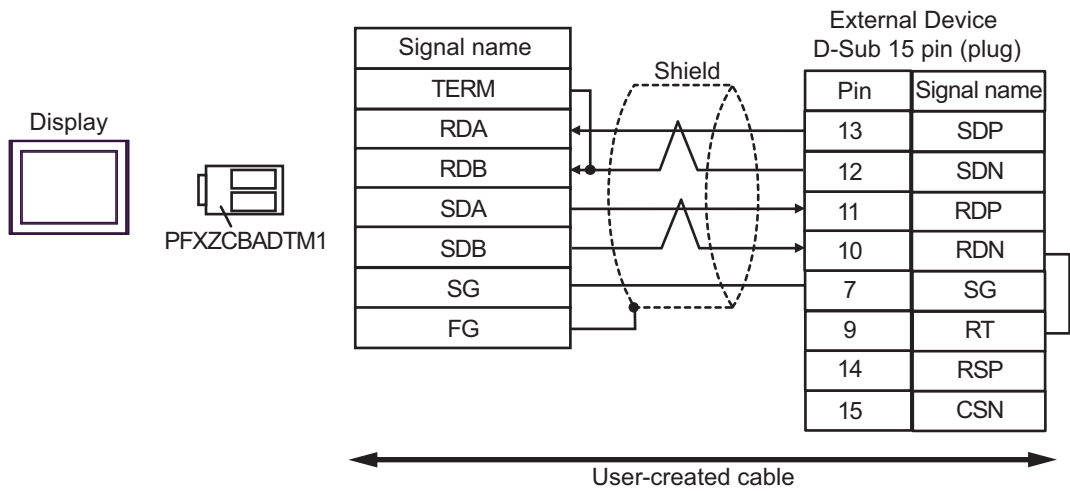 External Device
D-Sub 15 pin (plug)
Display
PFXZCBADTM1
Signal name
TERM
RDA
RDB
SDA
SDB
SG
FG
Shield
Pin Signal name
13 SDP
12 SDN
11 RDP
10 RDN
7 SG
9 RT
14 RSP
15 CSN
User-created cable